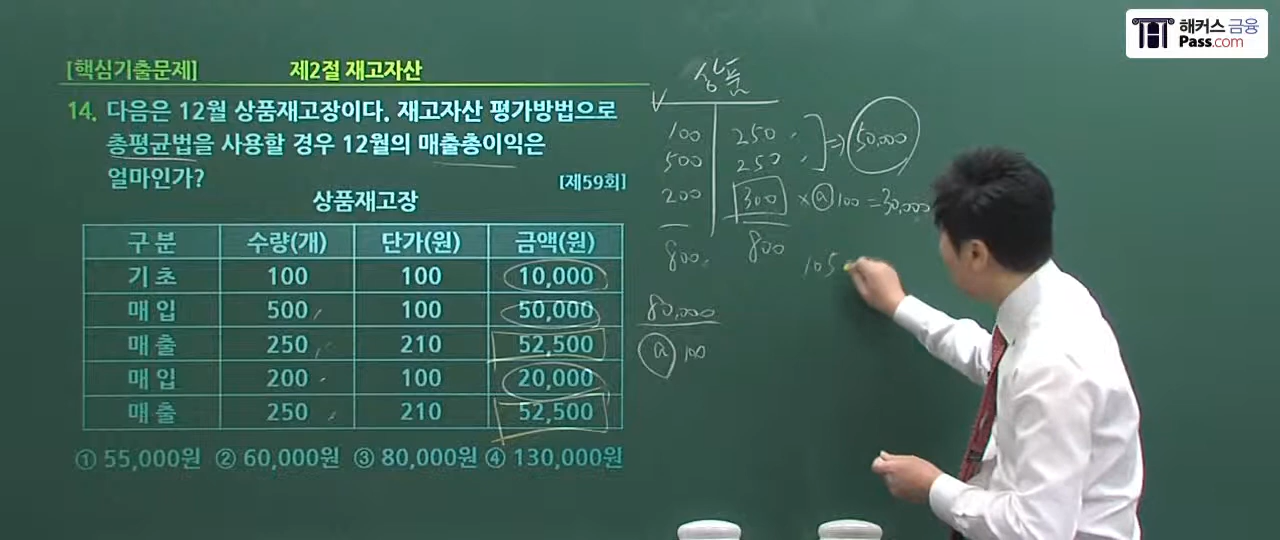 해커스 금융
Pass.com
[핵심기출문제] 제2절 재고자산
14. 다음은 12월 상품재고장이다. 재고자산 평가방법으로
총평균법을 사용할 경우 12월의 매출총이익은
얼마인가? [제59회]
상품재고장
구 분 수량(개) 단가(원) 금액(원)
기 초 100 100 10,000
매 입 500 100 50,000
매 출 250 210 52,500
매 입 200 100 20,000
매 출 250 210 52,500
① 55,000원 ② 60,000원 ③ 80,000원 ④ 130,000원
상품
100 250
500 250 ⇒ 50,000
200 300 × @ 100 = 30,000
800 800
105
80,000
@ 100